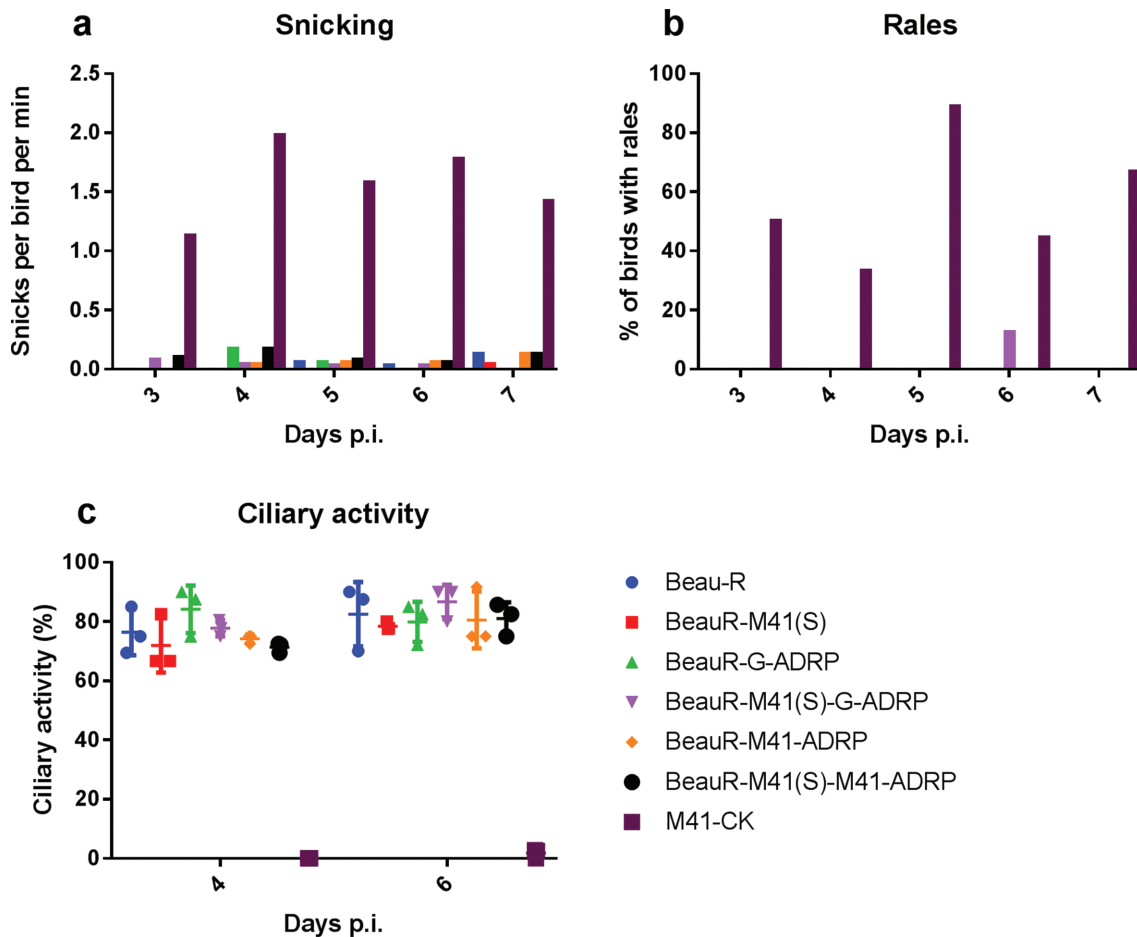 a Snicking
2.5
2.0
1.5
1.0
0.5
0.0
Snicks per bird per min
3 4 5 6 7
Days p.i.
b Rales
100
80
60
40
20
0
% of birds with rales
3 4 5 6 7
Days p.i.
c Ciliary activity
100
80
60
40
20
0
Ciliary activity (%)
4 6
Days p.i.
Beau-R
BeauR-M41(S)
BeauR-G-ADRP
BeauR-M41(S)-G-ADRP
BeauR-M41-ADRP
BeauR-M41(S)-M41-ADRP
M41-CK